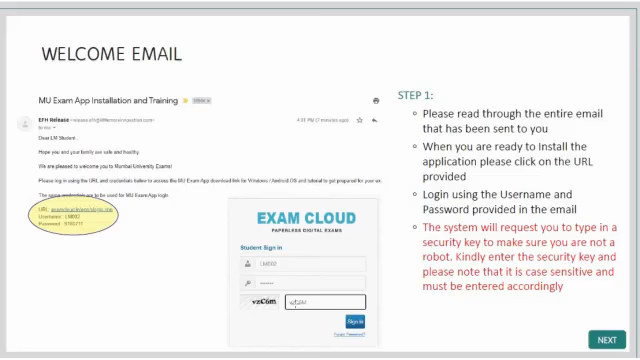 WELCOME EMAIL
MU Exam App Installation and Training
EFH Release
4:01 PM (7 minutes ago)
to me
Dear LM Student,
Hope you and your family are safe and healthy.
We are pleased to welcome you to Mumbai University Exams!
Please log in using the URL and credentials below to access the MU Exam App download link for Windows / Android OS and tutorial to get prepared for your ex
The same credentials are to be used for MU Exam App login.
URL:
Username : LM002
Password :
EXAM CLOUD
PAPERLESS DIGITAL EXAMS
Student Sign in
LM002
vzCom
Sign in
Forgot Password?
STEP 1:
Please read through the entire email
that has been sent to you
When you are ready to Install the
application please click on the URL
provided
Login using the Username and
Password provided in the email
The system will request you to type in a
security key to make sure you are not a
robot. Kindly enter the security key and
please note that it is case sensitive and
must be entered accordingly
NEXT